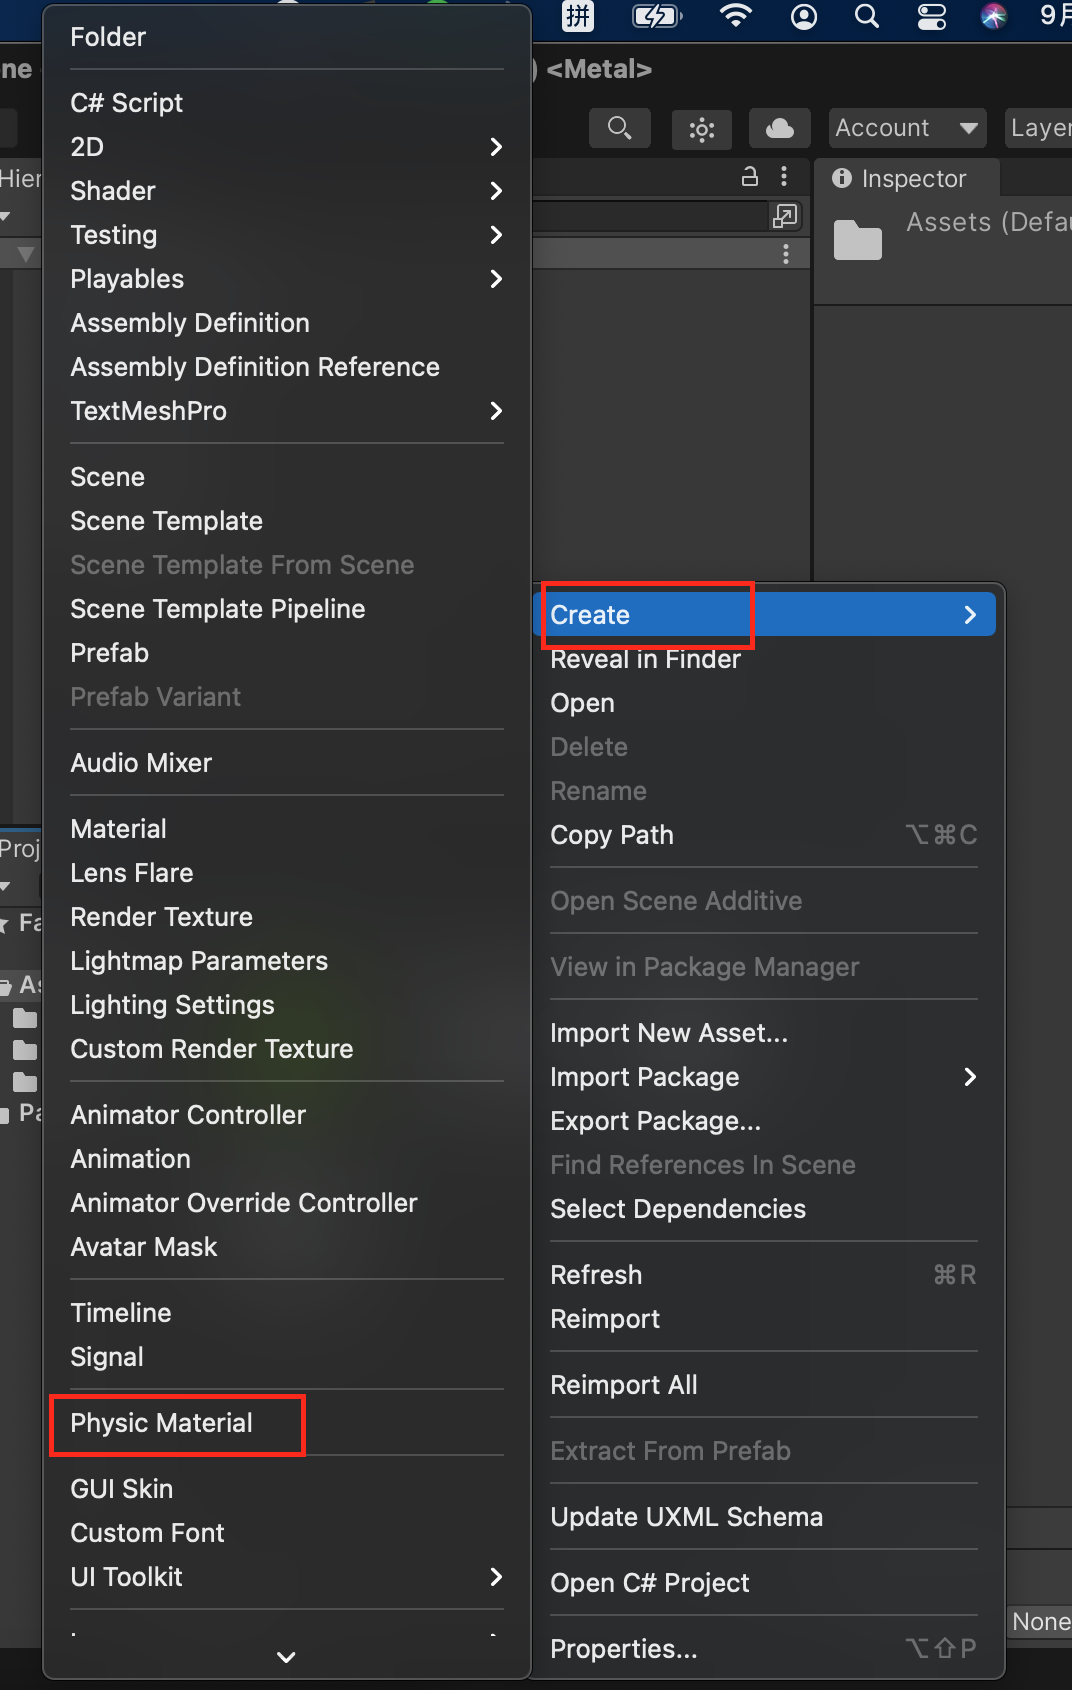 拼
9月
<Metal>
Account
Layer
Hier
Inspector
Assets (Defau
Folder
C# Script
2D
Shader
Testing
Playables
Assembly Definition
Assembly Definition Reference
TextMeshPro
Scene
Scene Template
Scene Template From Scene
Scene Template Pipeline
Prefab
Prefab Variant
Audio Mixer
Material
Lens Flare
Render Texture
Lightmap Parameters
Lighting Settings
Custom Render Texture
Animator Controller
Animation
Animator Override Controller
Avatar Mask
Timeline
Signal
Physic Material
GUI Skin
Custom Font
UI Toolkit
Create
Reveal in Finder
Open
Delete
Rename
Copy Path ⌥⌘C
Open Scene Additive
View in Package Manager
Import New Asset...
Import Package
Export Package...
Find References In Scene
Select Dependencies
Refresh ⌘R
Reimport
Reimport All
Extract From Prefab
Update UXML Schema
Open C# Project
Properties... ⌥⇧P
Proj
Fa
As
Pa
None